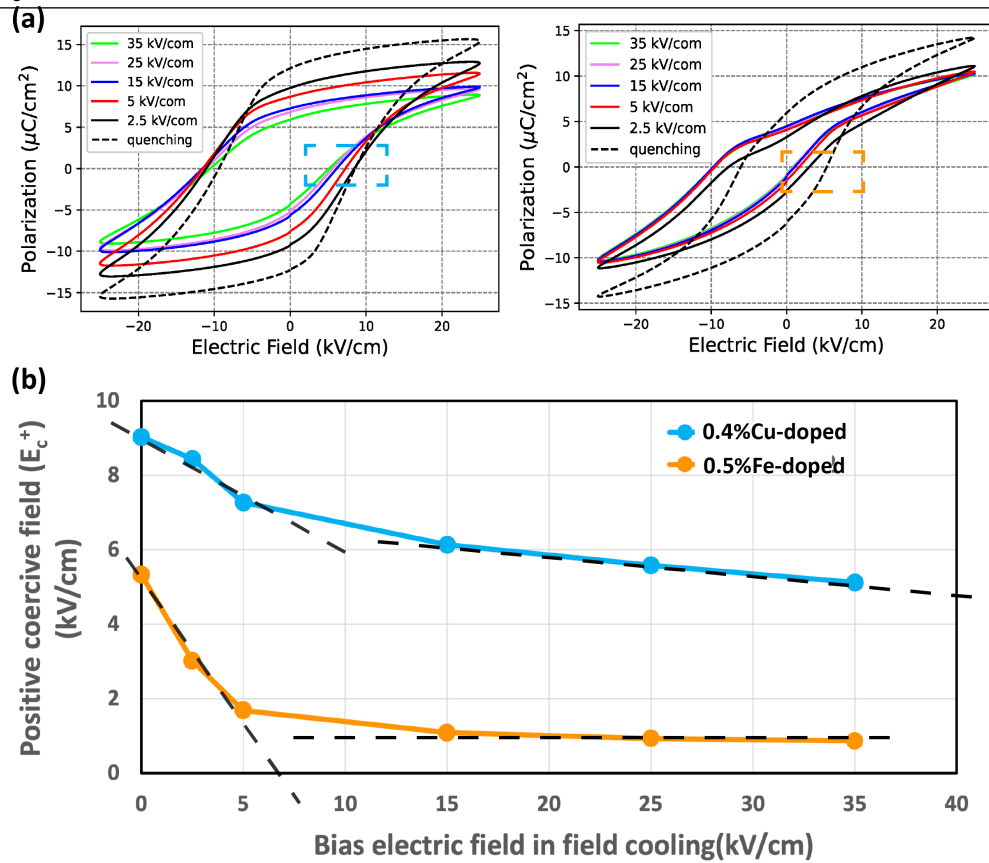 (a)
35 kV/com
25 kV/com
15 kV/com
5 kV/com
2.5 kV/com
quenching
15
10
5
0
−5
−10
−15
−20
−10
0
10
20
Polarization (μC/cm²)
Electric Field (kV/cm)
35 kV/com
25 kV/com
15 kV/com
5 kV/com
2.5 kV/com
quenching
15
10
5
0
−5
−10
−15
−20
−10
0
10
20
Polarization (μC/cm²)
Electric Field (kV/cm)
(b)
10
8
6
4
2
0
0
5
10
15
20
25
30
35
40
0.4%Cu-doped
0.5%Fe-doped
Positive coercive field (E꜀⁺)
(kV/cm)
Bias electric field in field cooling(kV/cm)